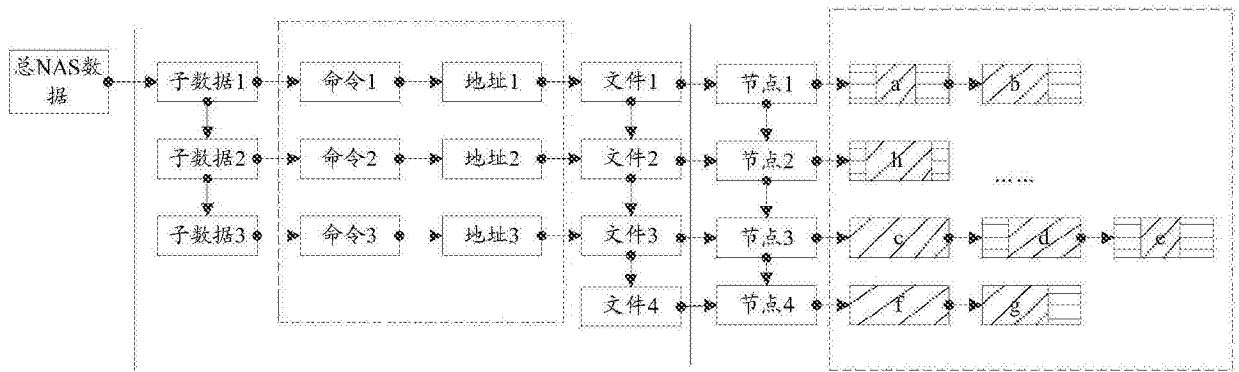 总NAS数
据
子数据1 命令1 地址1 文件1 节点1 a b
子数据2 命令2 地址2 文件2 节点2 h
……
子数据3 命令3 地址3 文件3 节点3 c d e
文件4 节点4 f g